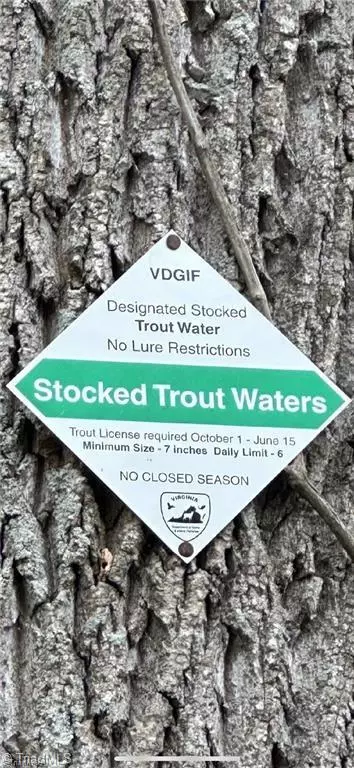 VDGIF
Designated Stocked
Trout Water
No Lure Restrictions
Stocked Trout Waters
Trout License required October 1 - June 15
Minimum Size - 7 inches Daily Limit - 6
NO CLOSED SEASON
VIRGINIA
© TriadMLS